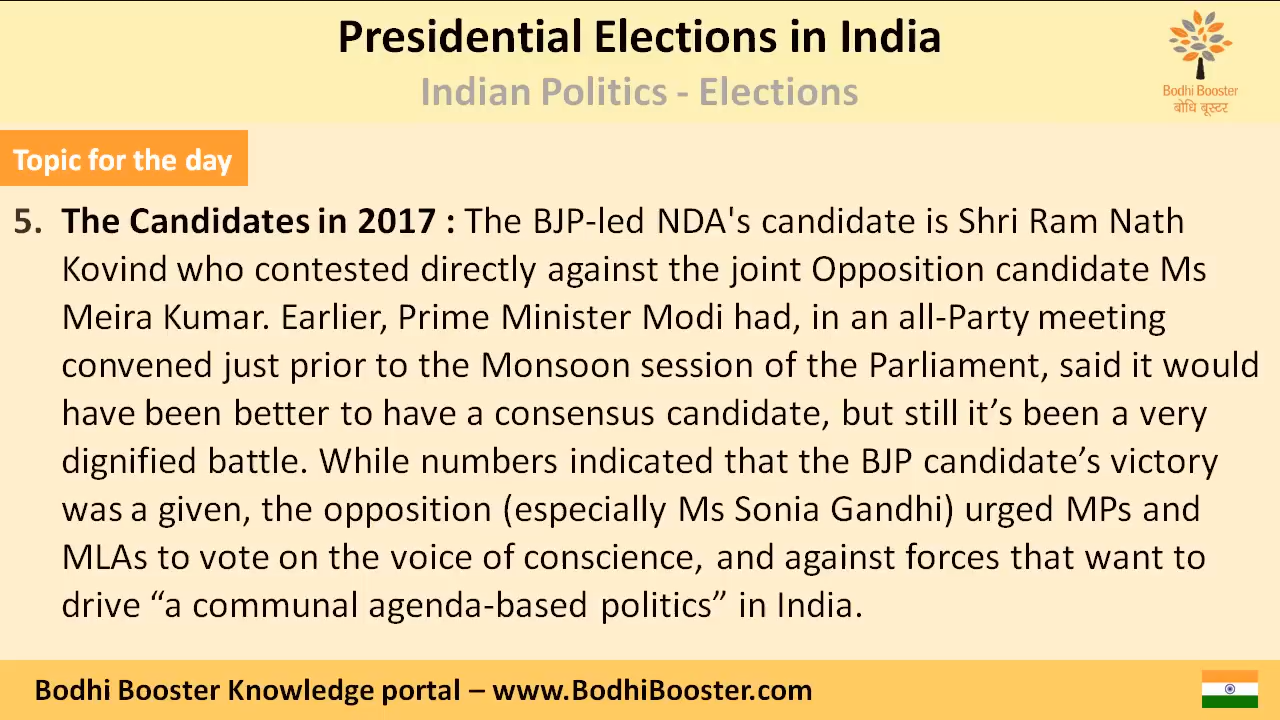 Presidential Elections in India
Indian Politics - Elections
Bodhi Booster
बोधि बूस्टर
Topic for the day
5. The Candidates in 2017 : The BJP-led NDA's candidate is Shri Ram Nath
Kovind who contested directly against the joint Opposition candidate Ms
Meira Kumar. Earlier, Prime Minister Modi had, in an all-Party meeting
convened just prior to the Monsoon session of the Parliament, said it would
have been better to have a consensus candidate, but still it’s been a very
dignified battle. While numbers indicated that the BJP candidate’s victory
was a given, the opposition (especially Ms Sonia Gandhi) urged MPs and
MLAs to vote on the voice of conscience, and against forces that want to
drive “a communal agenda-based politics” in India.
Bodhi Booster Knowledge portal – www.BodhiBooster.com